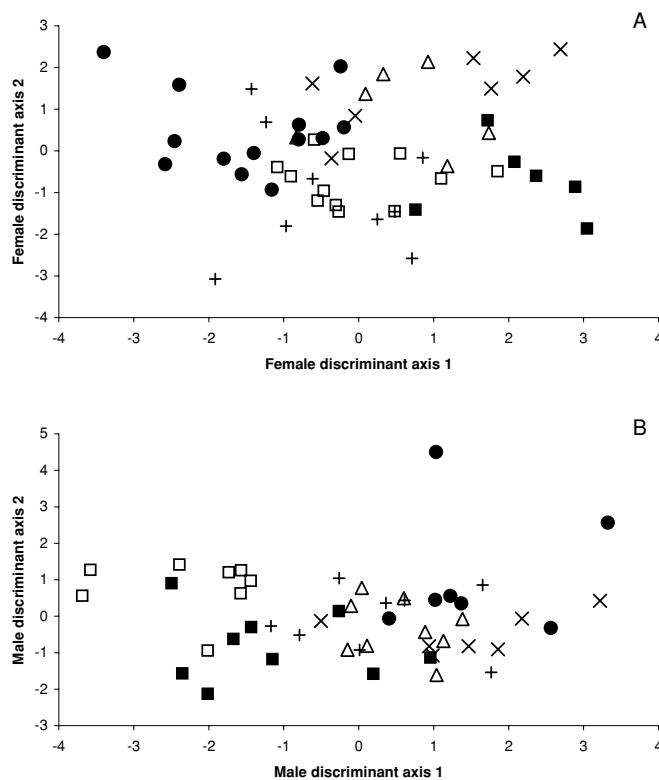 A
3
2
1
0
-1
-2
-3
-4
-4 -3 -2 -1 0 1 2 3 4
Female discriminant axis 2
Female discriminant axis 1
B
5
4
3
2
1
0
-1
-2
-3
-4 -3 -2 -1 0 1 2 3 4
Male discriminant axis 2
Male discriminant axis 1